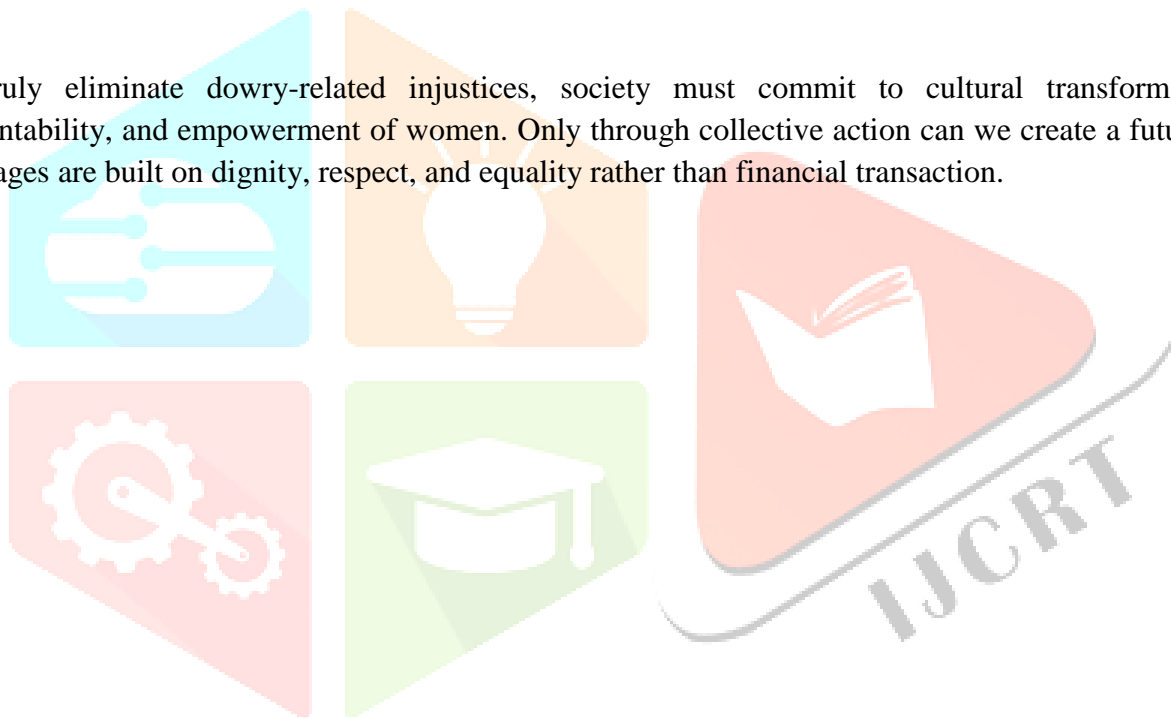 ruly eliminate dowry-related injustices, society must commit to cultural transform
ntability, and empowerment of women. Only through collective action can we create a futu
ages are built on dignity, respect, and equality rather than financial transaction.
IJCRT